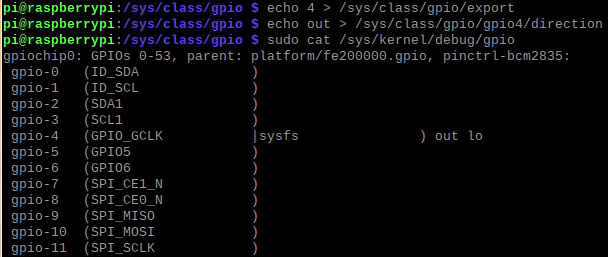 pi@raspberrypi:/sys/class/gpio $ echo 4 > /sys/class/gpio/export
pi@raspberrypi:/sys/class/gpio $ echo out > /sys/class/gpio/gpio4/direction
pi@raspberrypi:/sys/class/gpio $ sudo cat /sys/kernel/debug/gpio
gpiochip0: GPIOs 0-53, parent: platform/fe200000.gpio, pinctrl-bcm2835:
 gpio-0   (ID_SDA              )
 gpio-1   (ID_SCL              )
 gpio-2   (SDA1                )
 gpio-3   (SCL1                )
 gpio-4   (GPIO_GCLK           |sysfs               ) out lo
 gpio-5   (GPIO5               )
 gpio-6   (GPIO6               )
 gpio-7   (SPI_CE1_N           )
 gpio-8   (SPI_CE0_N           )
 gpio-9   (SPI_MISO            )
 gpio-10  (SPI_MOSI            )
 gpio-11  (SPI_SCLK            )